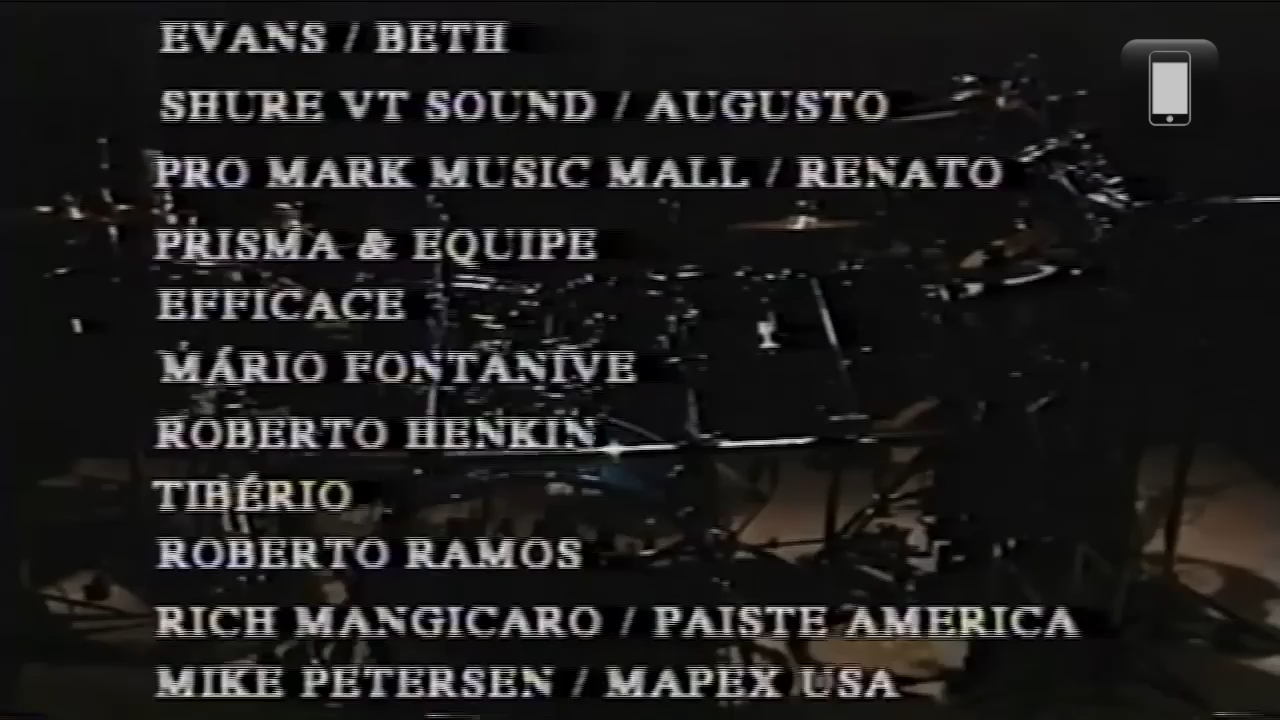 EVANS / BETH
SHURE VT SOUND / AUGUSTO
PRO MARK MUSIC MALL / RENATO
PRISMA & EQUIPE
EFFICACE
MÁRIO FONTANIVE
ROBERTO HENKIN
TIBÉRIO
ROBERTO RAMOS
RICH MANGICARO / PAISTE AMERICA
MIKE PETERSEN / MAPEX USA